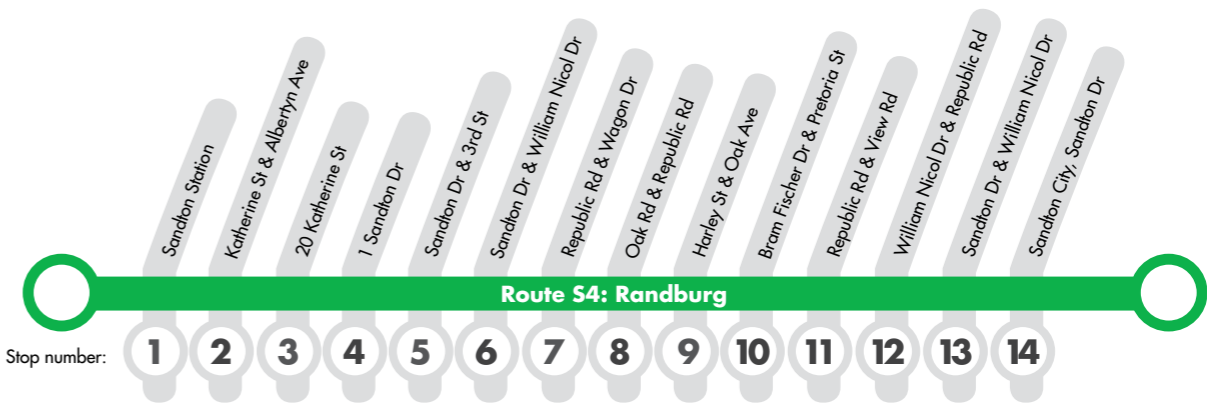 Sandton Station
Katherine St & Albertyn Ave
20 Katherine St
1 Sandton Dr
Sandton Dr & 3rd St
Sandton Dr & William Nicol Dr
Republic Rd & Wagon Dr
Oak Rd & Republic Rd
Harley St & Oak Ave
Bram Fischer Dr & Pretoria St
Republic Rd & View Rd
William Nicol Dr & Republic Rd
Sandton Dr & William Nicol Dr
Sandton City, Sandton Dr
Route S4: Randburg
Stop number: 1 2 3 4 5 6 7 8 9 10 11 12 13 14